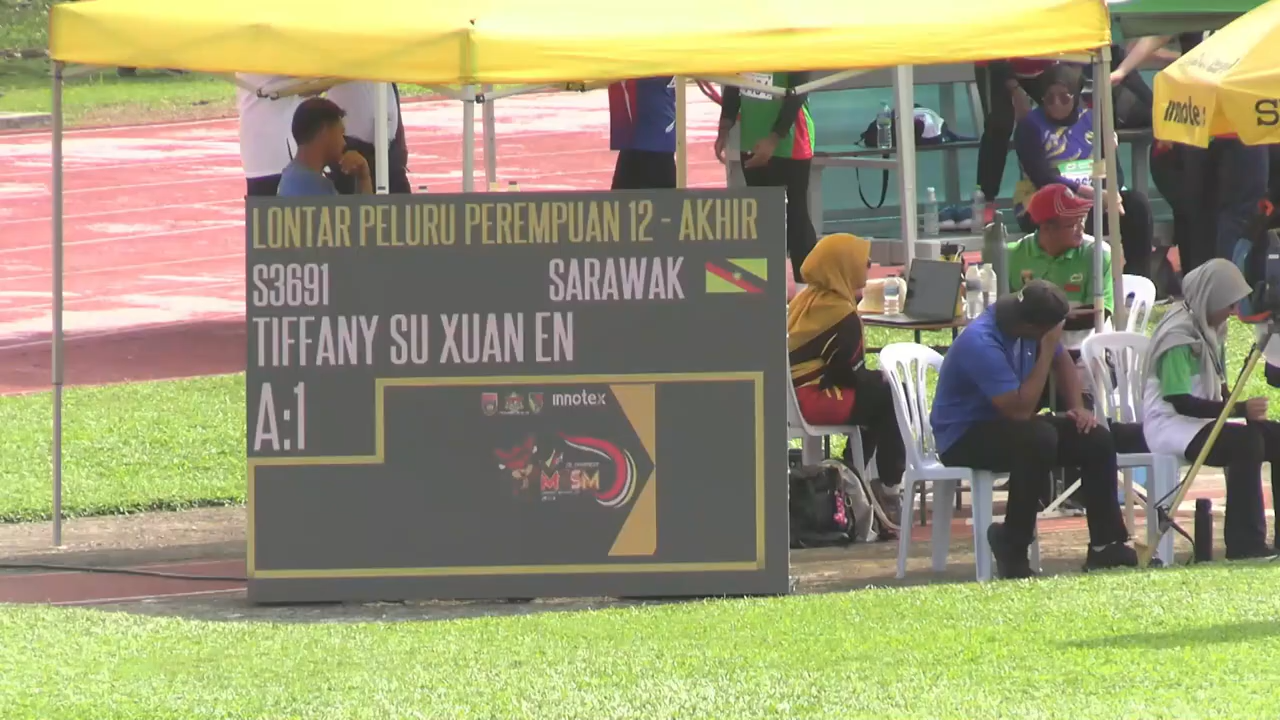 LONTAR PELURU PEREMPUAN 12 - AKHIR
S3691 SARAWAK
TIFFANY SU XUAN EN
A:1
innotex
MSSM
innotex